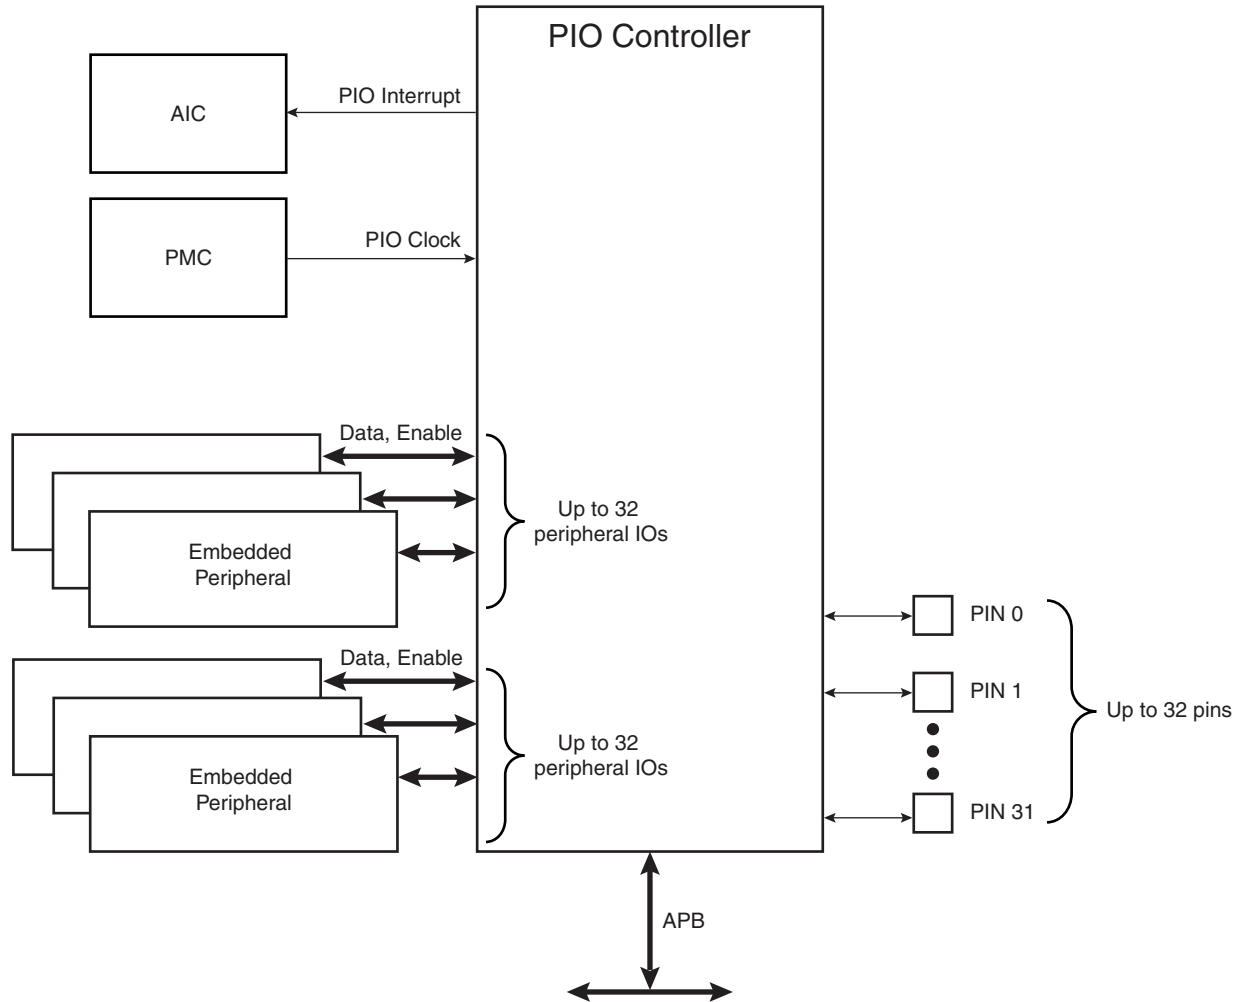 PIO Controller
PIO Interrupt
AIC
PIO Clock
PMC
Data, Enable
Up to 32
peripheral IOs
Embedded
Peripheral
PIN 0
Data, Enable
PIN 1
Up to 32 pins
Up to 32
peripheral IOs
Embedded
Peripheral
PIN 31
APB